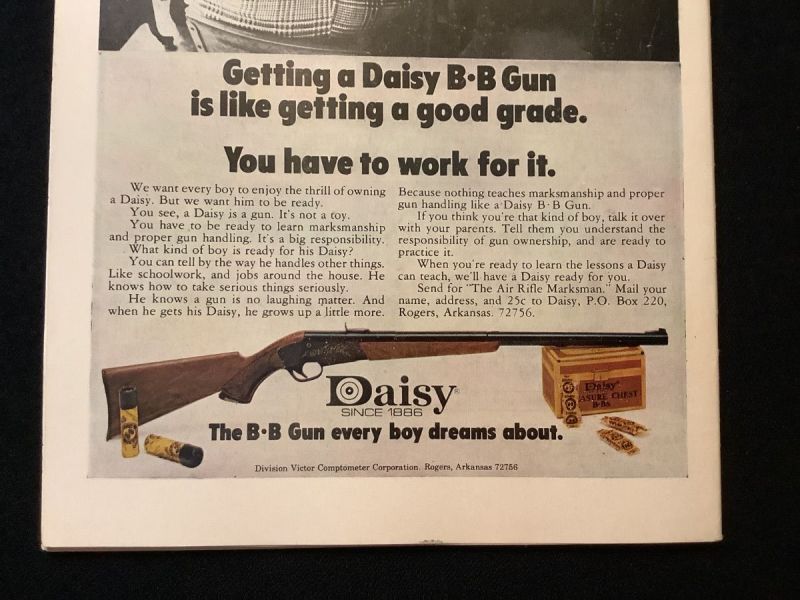 Getting a Daisy B·B Gun
is like getting a good grade.
You have to work for it.
We want every boy to enjoy the thrill of owning
a Daisy. But we want him to be ready.
You see, a Daisy is a gun. It's not a toy.
You have to be ready to learn marksmanship
and proper gun handling. It's a big responsibility.
What kind of boy is ready for his Daisy?
You can tell by the way he handles other things.
Like schoolwork, and jobs around the house. He
knows how to take serious things seriously.
He knows a gun is no laughing matter. And
when he gets his Daisy, he grows up a little more.
Because nothing teaches marksmanship and proper
gun handling like a Daisy B·B Gun.
If you think you're that kind of boy, talk it over
with your parents. Tell them you understand the
responsibility of gun ownership, and are ready to
practice it.
When you're ready to learn the lessons a Daisy
can teach, we'll have a Daisy ready for you.
Send for "The Air Rifle Marksman." Mail your
name, address, and 25c to Daisy, P.O. Box 220,
Rogers, Arkansas. 72756.
Daisy
ASURE CHEST
B·Bs
Daisy
SINCE 1886
The B·B Gun every boy dreams about.
Division Victor Comptometer Corporation. Rogers, Arkansas 72756